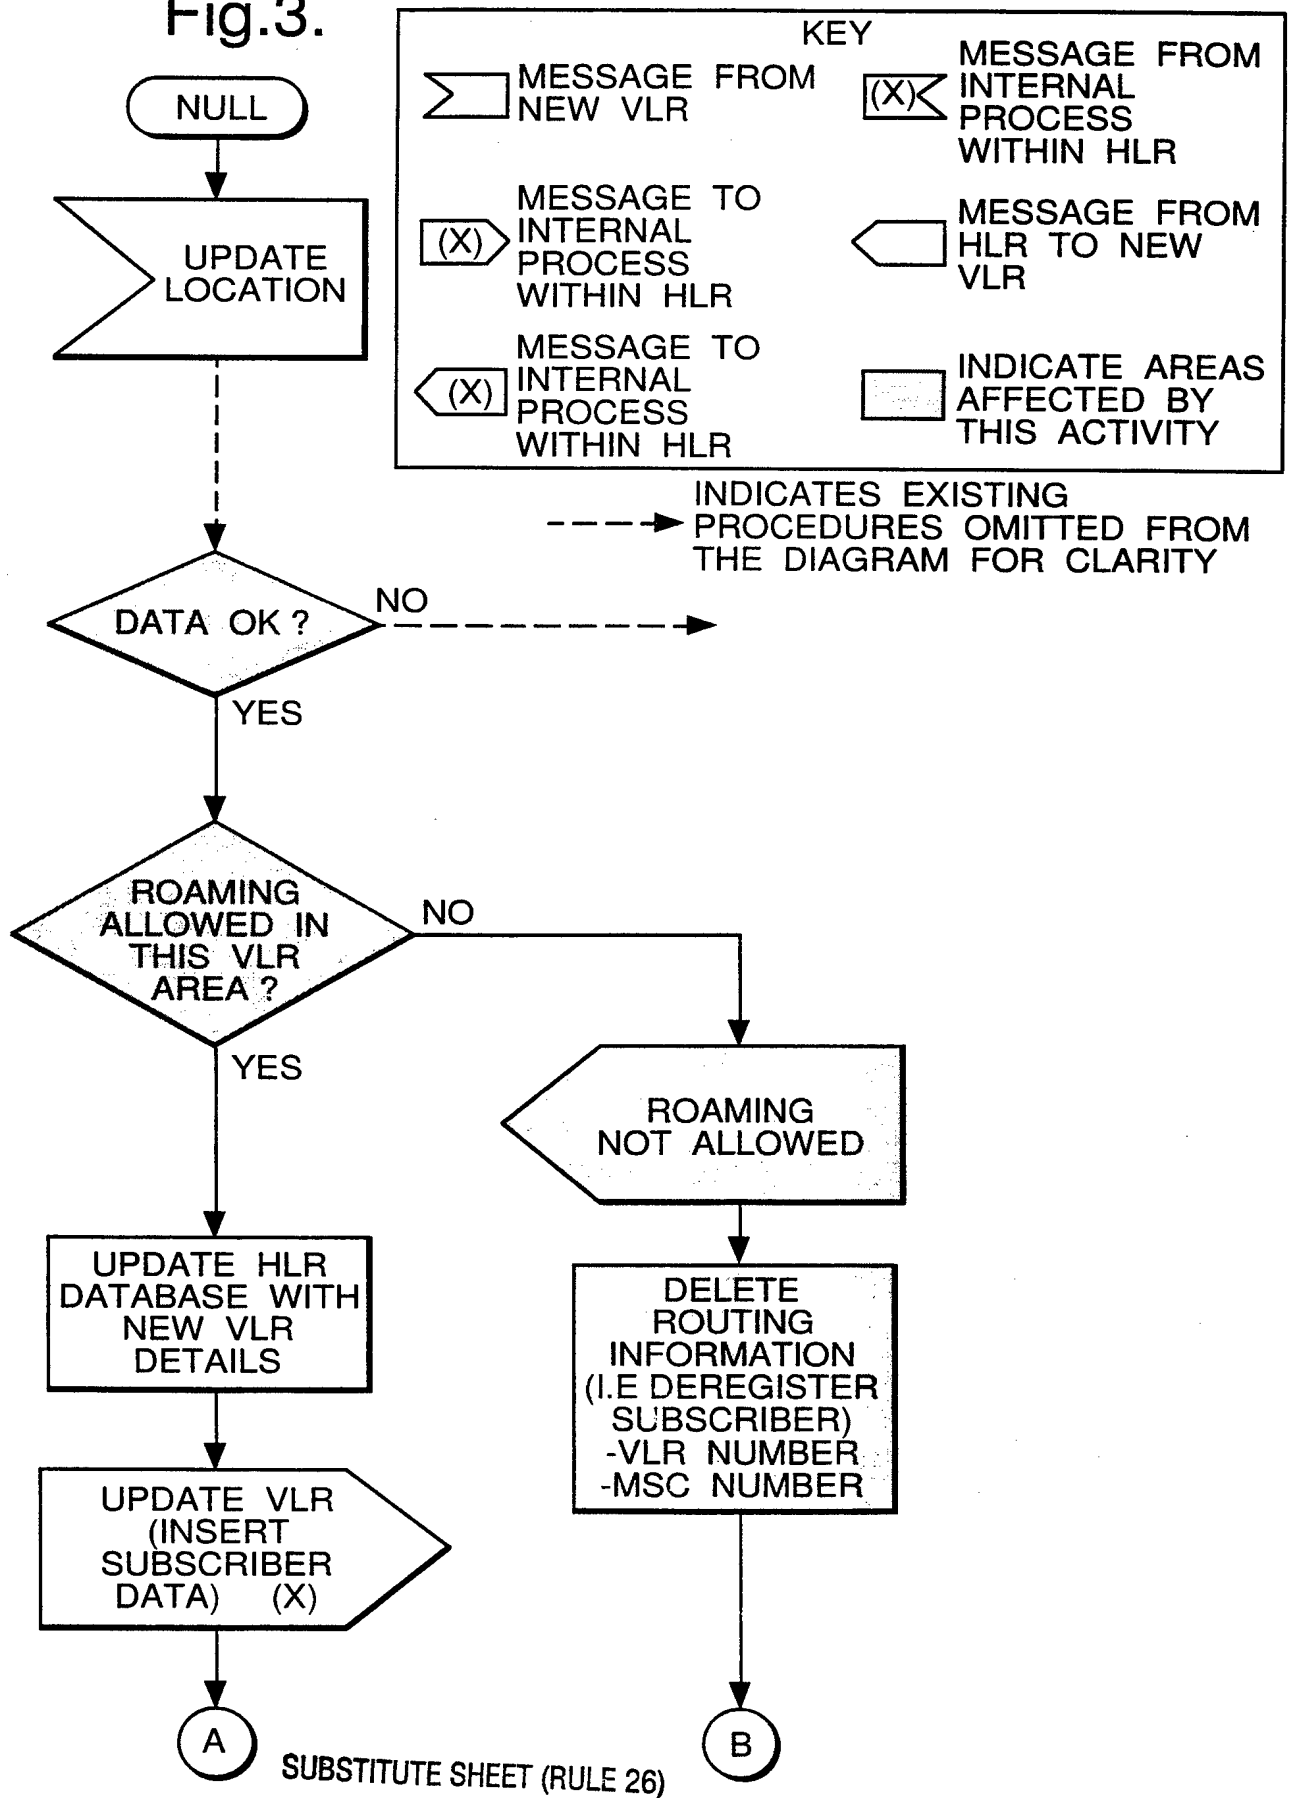 Fig.3.
KEY
MESSAGE FROM
NEW VLR
(X)
MESSAGE FROM
INTERNAL
PROCESS
WITHIN HLR
(X)
MESSAGE TO
INTERNAL
PROCESS
WITHIN HLR
MESSAGE FROM
HLR TO NEW
VLR
(X)
MESSAGE TO
INTERNAL
PROCESS
WITHIN HLR
INDICATE AREAS
AFFECTED BY
THIS ACTIVITY
INDICATES EXISTING
PROCEDURES OMITTED FROM
THE DIAGRAM FOR CLARITY
NULL
UPDATE
LOCATION
DATA OK ?
NO
YES
ROAMING
ALLOWED IN
THIS VLR
AREA ?
NO
YES
ROAMING
NOT ALLOWED
UPDATE HLR
DATABASE WITH
NEW VLR
DETAILS
DELETE
ROUTING
INFORMATION
(I.E DEREGISTER
SUBSCRIBER)
-VLR NUMBER
-MSC NUMBER
UPDATE VLR
(INSERT
SUBSCRIBER
DATA) (X)
A
B
SUBSTITUTE SHEET (RULE 26)